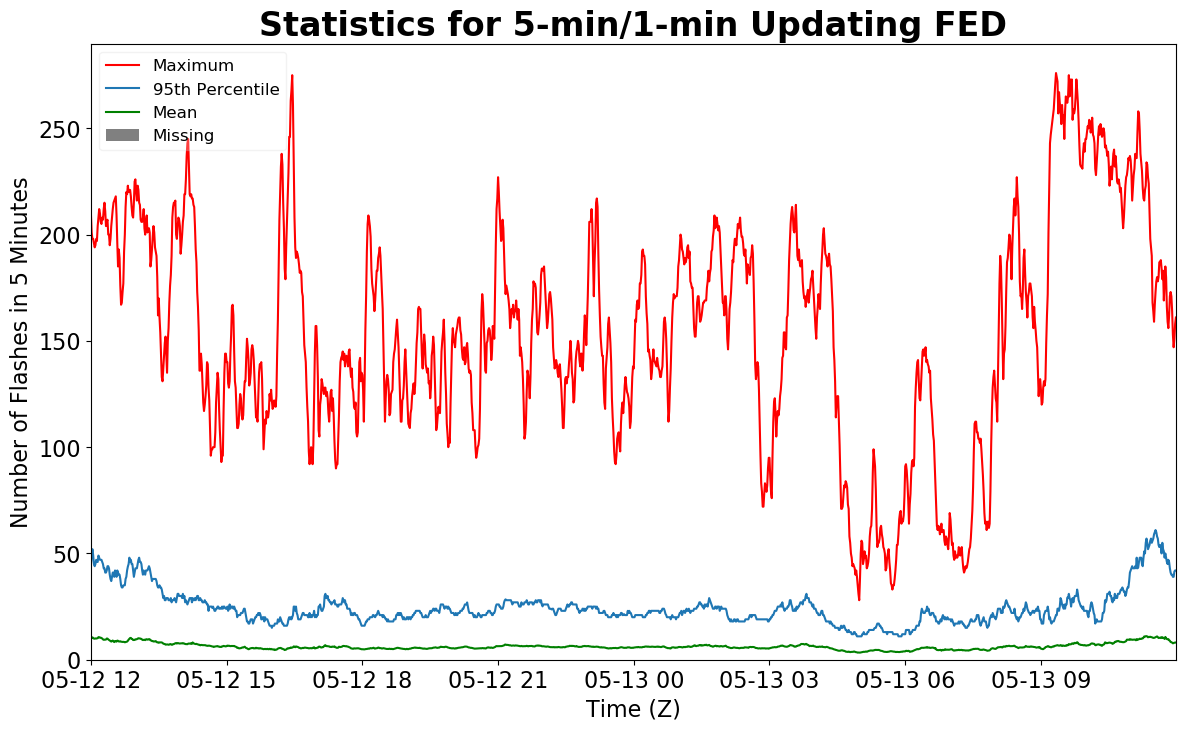 Statistics for 5-min/1-min Updating FED
Maximum
95th Percentile
Mean
Missing
Number of Flashes in 5 Minutes
250
200
150
100
50
0
05-12 12 05-12 15 05-12 18 05-12 21 05-13 00 05-13 03 05-13 06 05-13 09
Time (Z)